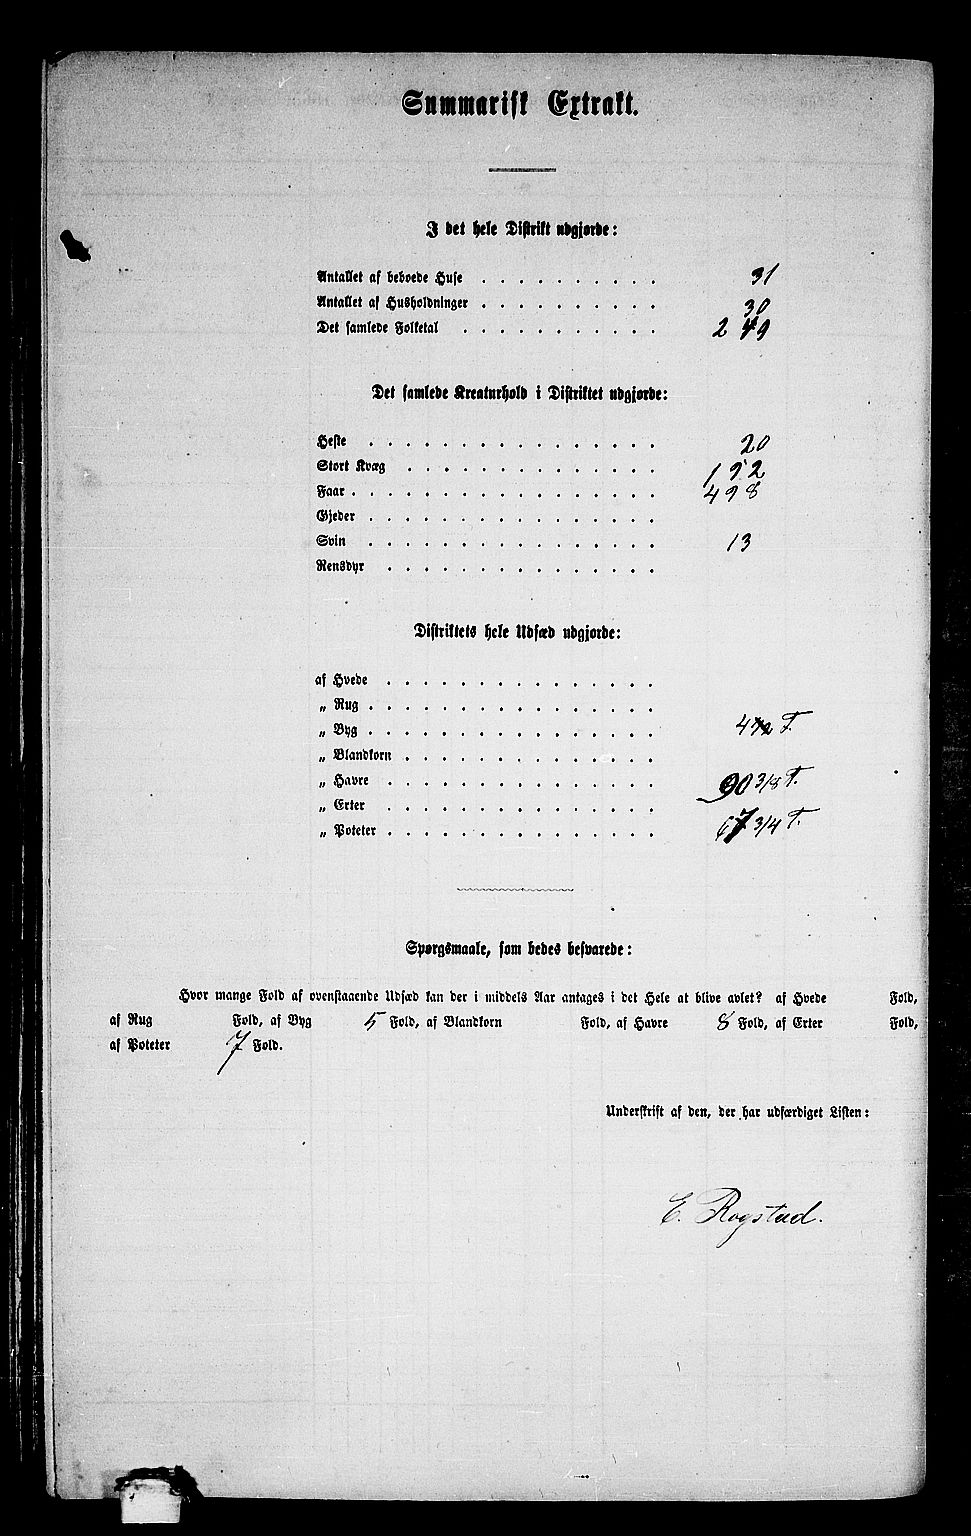 Summarisk Extrakt.
I det hele Distrikt udgjorde:
Antallet af beboede Huse . . . . . . . . . . 31
Antallet af Husholdninger . . . . . . . . . . 30
Det samlede Folketal . . . . . . . . . . . 249
Det samlede Kreaturhold i Distriktet udgjorde:
Heste . . . . . . . . . . . . . . . . 20
Stort Kvæg . . . . . . . . . . . . . . 192
Faar . . . . . . . . . . . . . . . . . 498
Gjeder . . . . . . . . . . . . . . . .
Svin . . . . . . . . . . . . . . . . 13
Rensdyr . . . . . . . . . . . . . . .
Distriktets hele Udsæd udgjorde:
af Hvede . . . . . . . . . . . . . . .
„ Rug . . . . . . . . . . . . . . . .
„ Byg . . . . . . . . . . . . . . . . T.
„ Blandkorn . . . . . . . . . . . . . .
„ Havre . . . . . . . . . . . . . . . 90 3/8 T.
„ Erter . . . . . . . . . . . . . . .
„ Poteter . . . . . . . . . . . . . . . 67 3/4 T.
Spørgsmaale, som bedes besvarede:
Hvor mange Fold af ovenstaaende Udsæd kan der i middels Aar antages i det Hele at blive avlet? af Hvede Fold,
af Rug Fold, af Byg 5 Fold, af Blandkorn Fold, af Havre 8 Fold, af Erter Fold,
af Poteter 7 Fold.
Underskrift af den, der har udfærdiget Listen:
E. Rogstad.